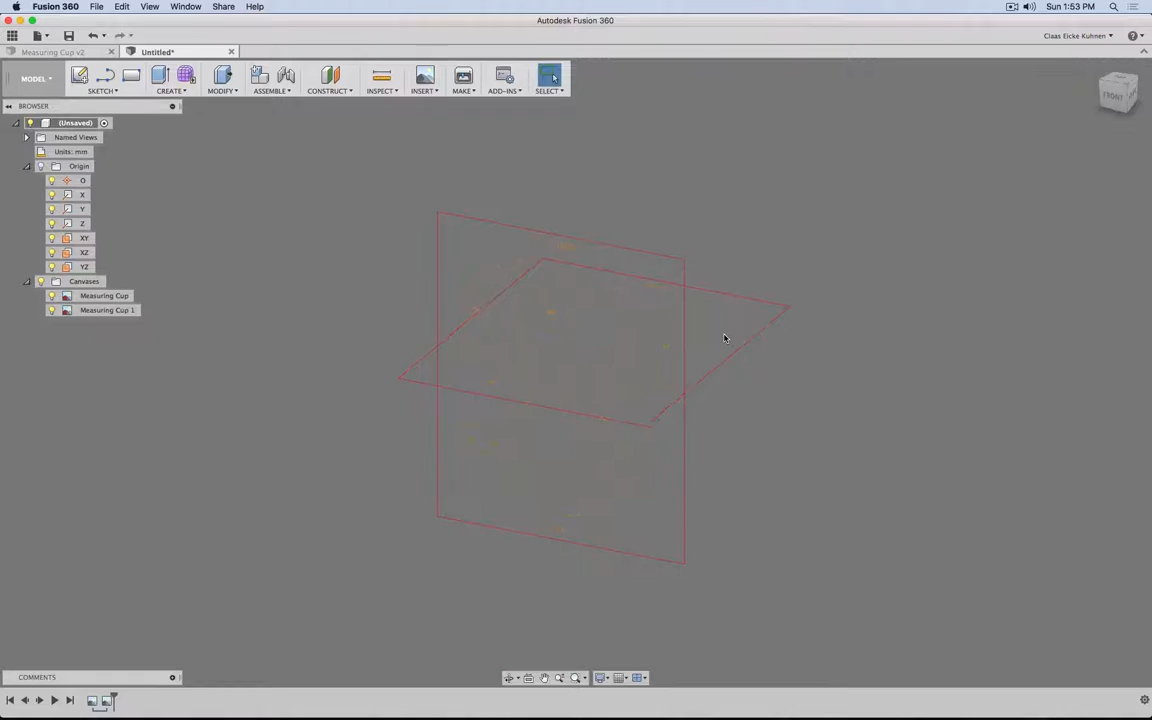 Fusion 360 File Edit View Window Share Help
Sun 1:53 PM
Autodesk Fusion 360
Claas Eicke Kuhnen
Measuring Cup v2
Untitled*
MODEL
SKETCH CREATE MODIFY ASSEMBLE CONSTRUCT INSPECT INSERT MAKE ADD-INS SELECT
FRONT
BROWSER
(Unsaved)
Named Views
Units: mm
Origin
O
X
Y
Z
XY
XZ
YZ
Canvases
Measuring Cup
Measuring Cup 1
COMMENTS